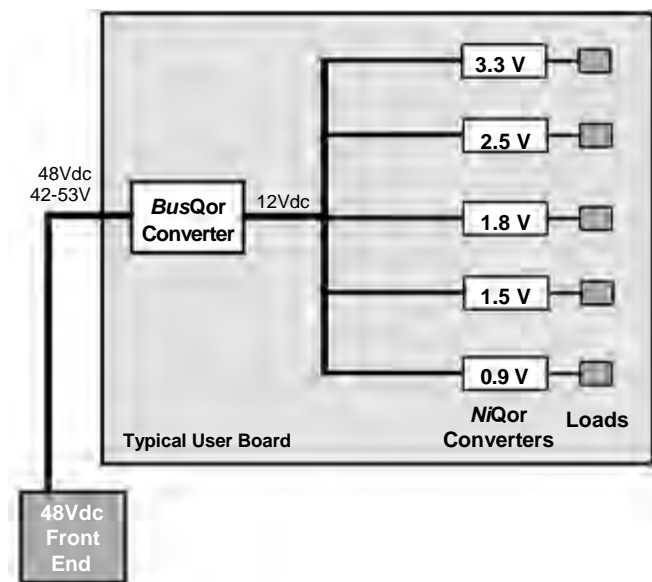 3.3 V
2.5 V
48Vdc
42-53V
BusQor
Converter
12Vdc
1.8 V
1.5 V
0.9 V
NiQor
Converters
Loads
Typical User Board
48Vdc
Front
End